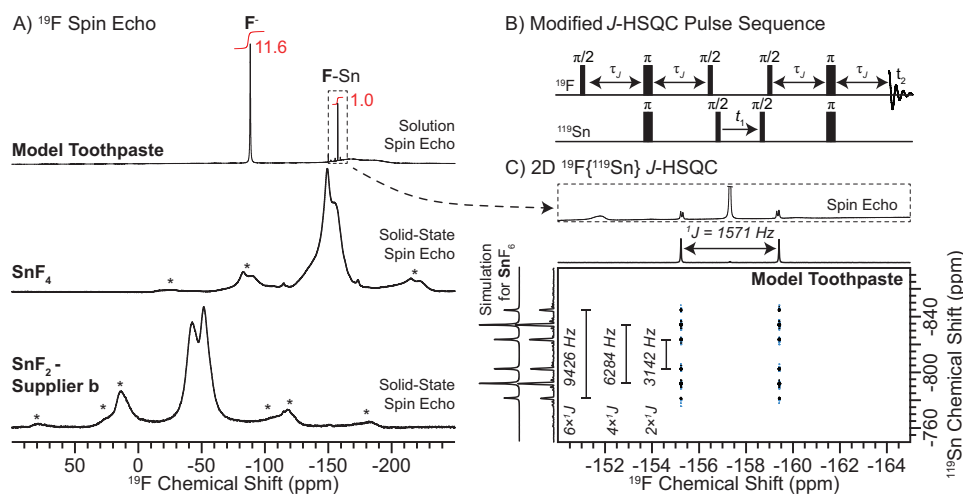 A) ¹⁹F Spin Echo
F⁻
11.6
F-Sn
1.0
Model Toothpaste
Solution
Spin Echo
SnF₄
Solid-State
Spin Echo
* * *
SnF₂ -
Supplier b
Solid-State
Spin Echo
* * * * * *
50 0 -50 -100 -150 -200
¹⁹F Chemical Shift (ppm)
B) Modified J-HSQC Pulse Sequence
π/2 π π/2 π/2 π
¹⁹F τJ τJ τJ τJ t₂
π π/2 π/2 π
¹¹⁹Sn t₁
C) 2D ¹⁹F{¹¹⁹Sn} J-HSQC
Spin Echo
¹J = 1571 Hz
Model Toothpaste
Simulation
for SnF₆
9426 Hz
6284 Hz
3142 Hz
6×¹J
4×¹J
2×¹J
-840
-800
-760
¹¹⁹Sn Chemical Shift (ppm)
-152 -154 -156 -158 -160 -162 -164
¹⁹F Chemical Shift (ppm)